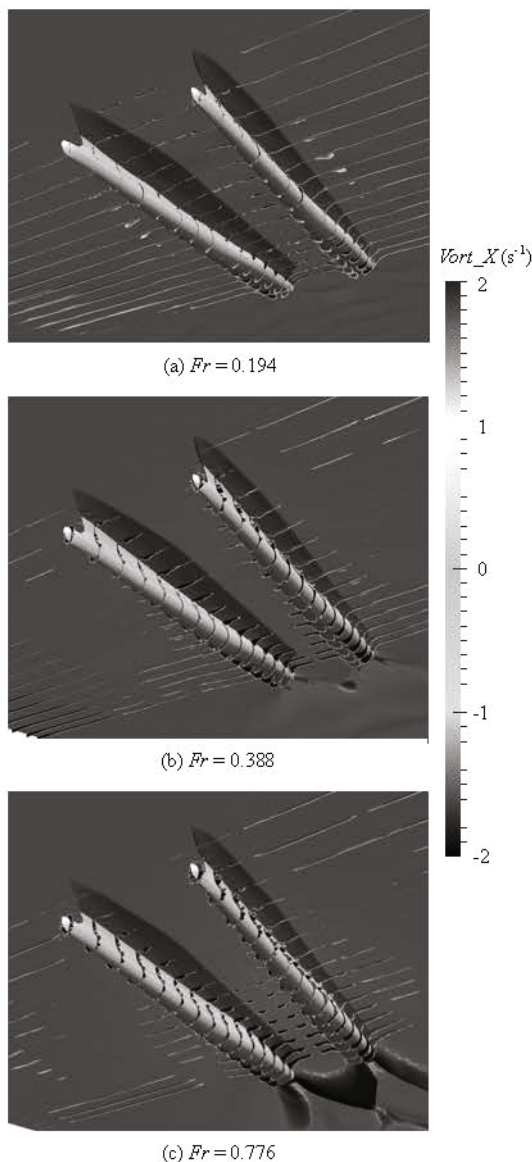 (a) Fr = 0.194
Vort_X (s⁻¹)
2
1
0
-1
-2
(b) Fr = 0.388
(c) Fr = 0.776